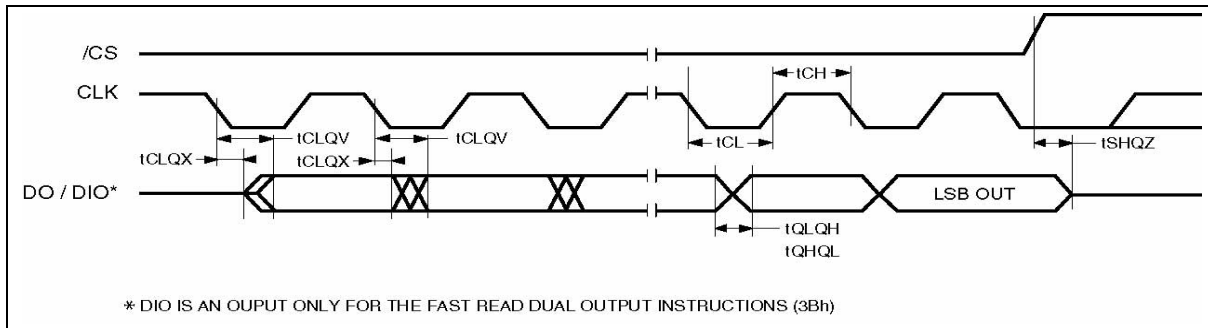 /CS
tCH
CLK
tCLQV
tCLQV
tCL
tSHQZ
tCLQX
tCLQX
DO / DIO*
LSB OUT
tQLQH
tQHQL
* DIO IS AN OUPUT ONLY FOR THE FAST READ DUAL OUTPUT INSTRUCTIONS (3Bh)